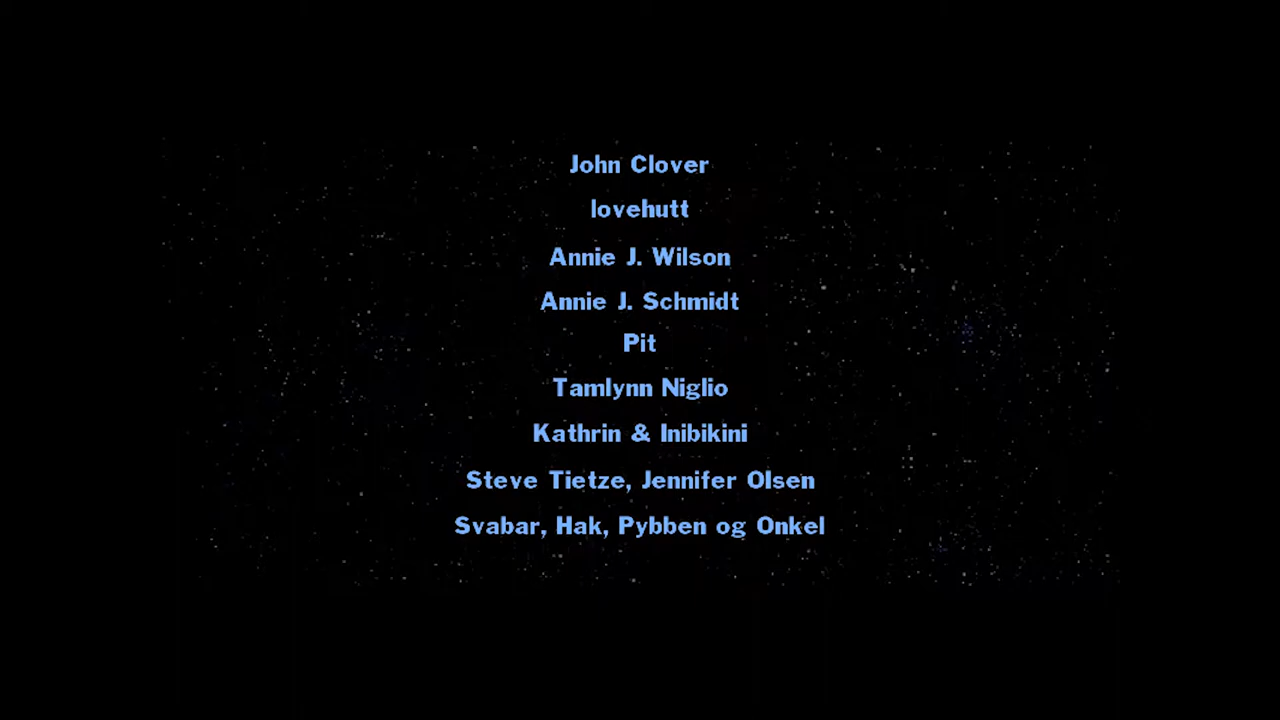 John Clover
lovehutt
Annie J. Wilson
Annie J. Schmidt
Pit
Tamlynn Niglio
Kathrin & Inibikini
Steve Tietze, Jennifer Olsen
Svabar, Hak, Pybben og Onkel